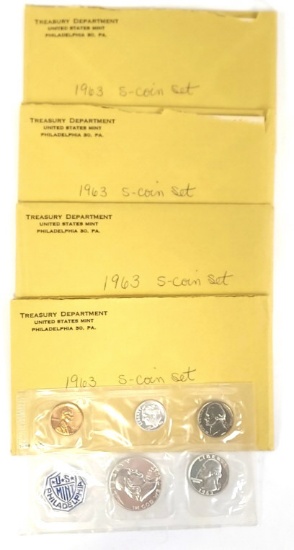 TREASURY DEPARTMENT
UNITED STATES MINT
PHILADELPHIA 30, PA.
1963 5-coin set
TREASURY DEPARTMENT
UNITED STATES MINT
PHILADELPHIA 30, PA.
1963 5-coin set
TREASURY DEPARTMENT
UNITED STATES MINT
PHILADELPHIA 30, PA.
1963 5-coin set
TREASURY DEPARTMENT
UNITED STATES MINT
PHILADELPHIA 30, PA.
1963 5-coin set
U.S.
MINT
LIBERTY